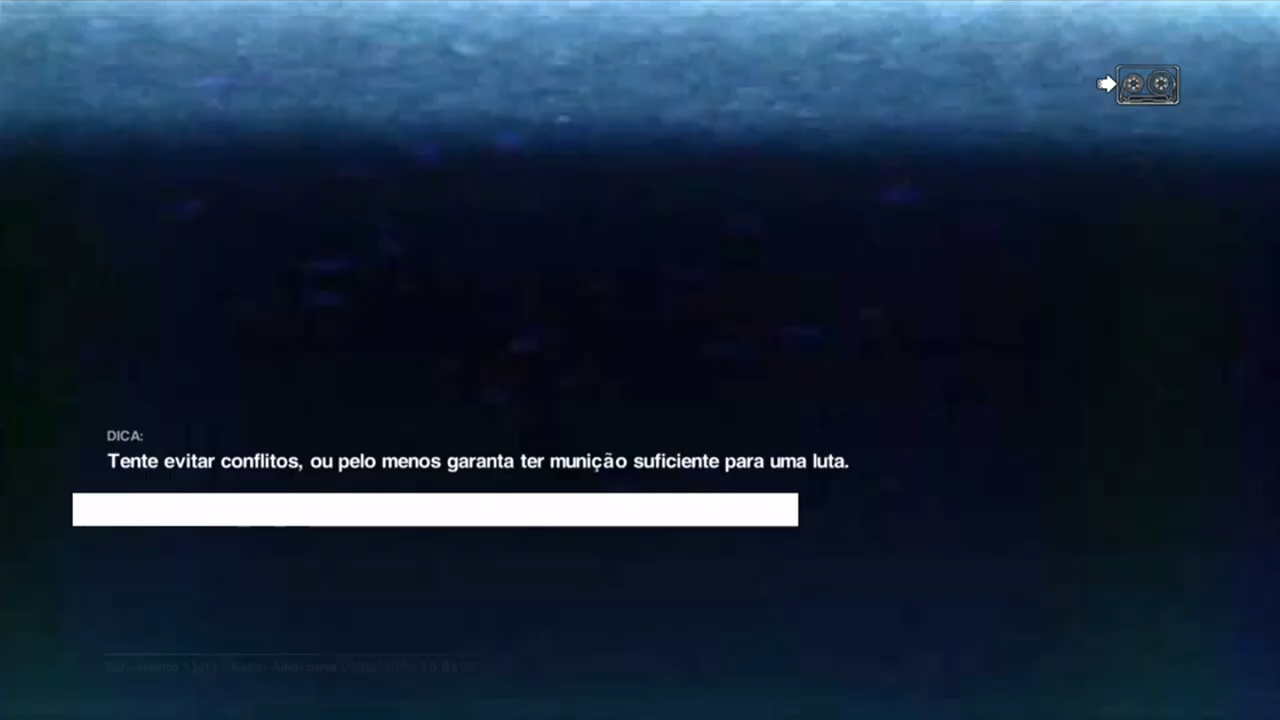 DICA:
Tente evitar conflitos, ou pelo menos garanta ter munição suficiente para uma luta.